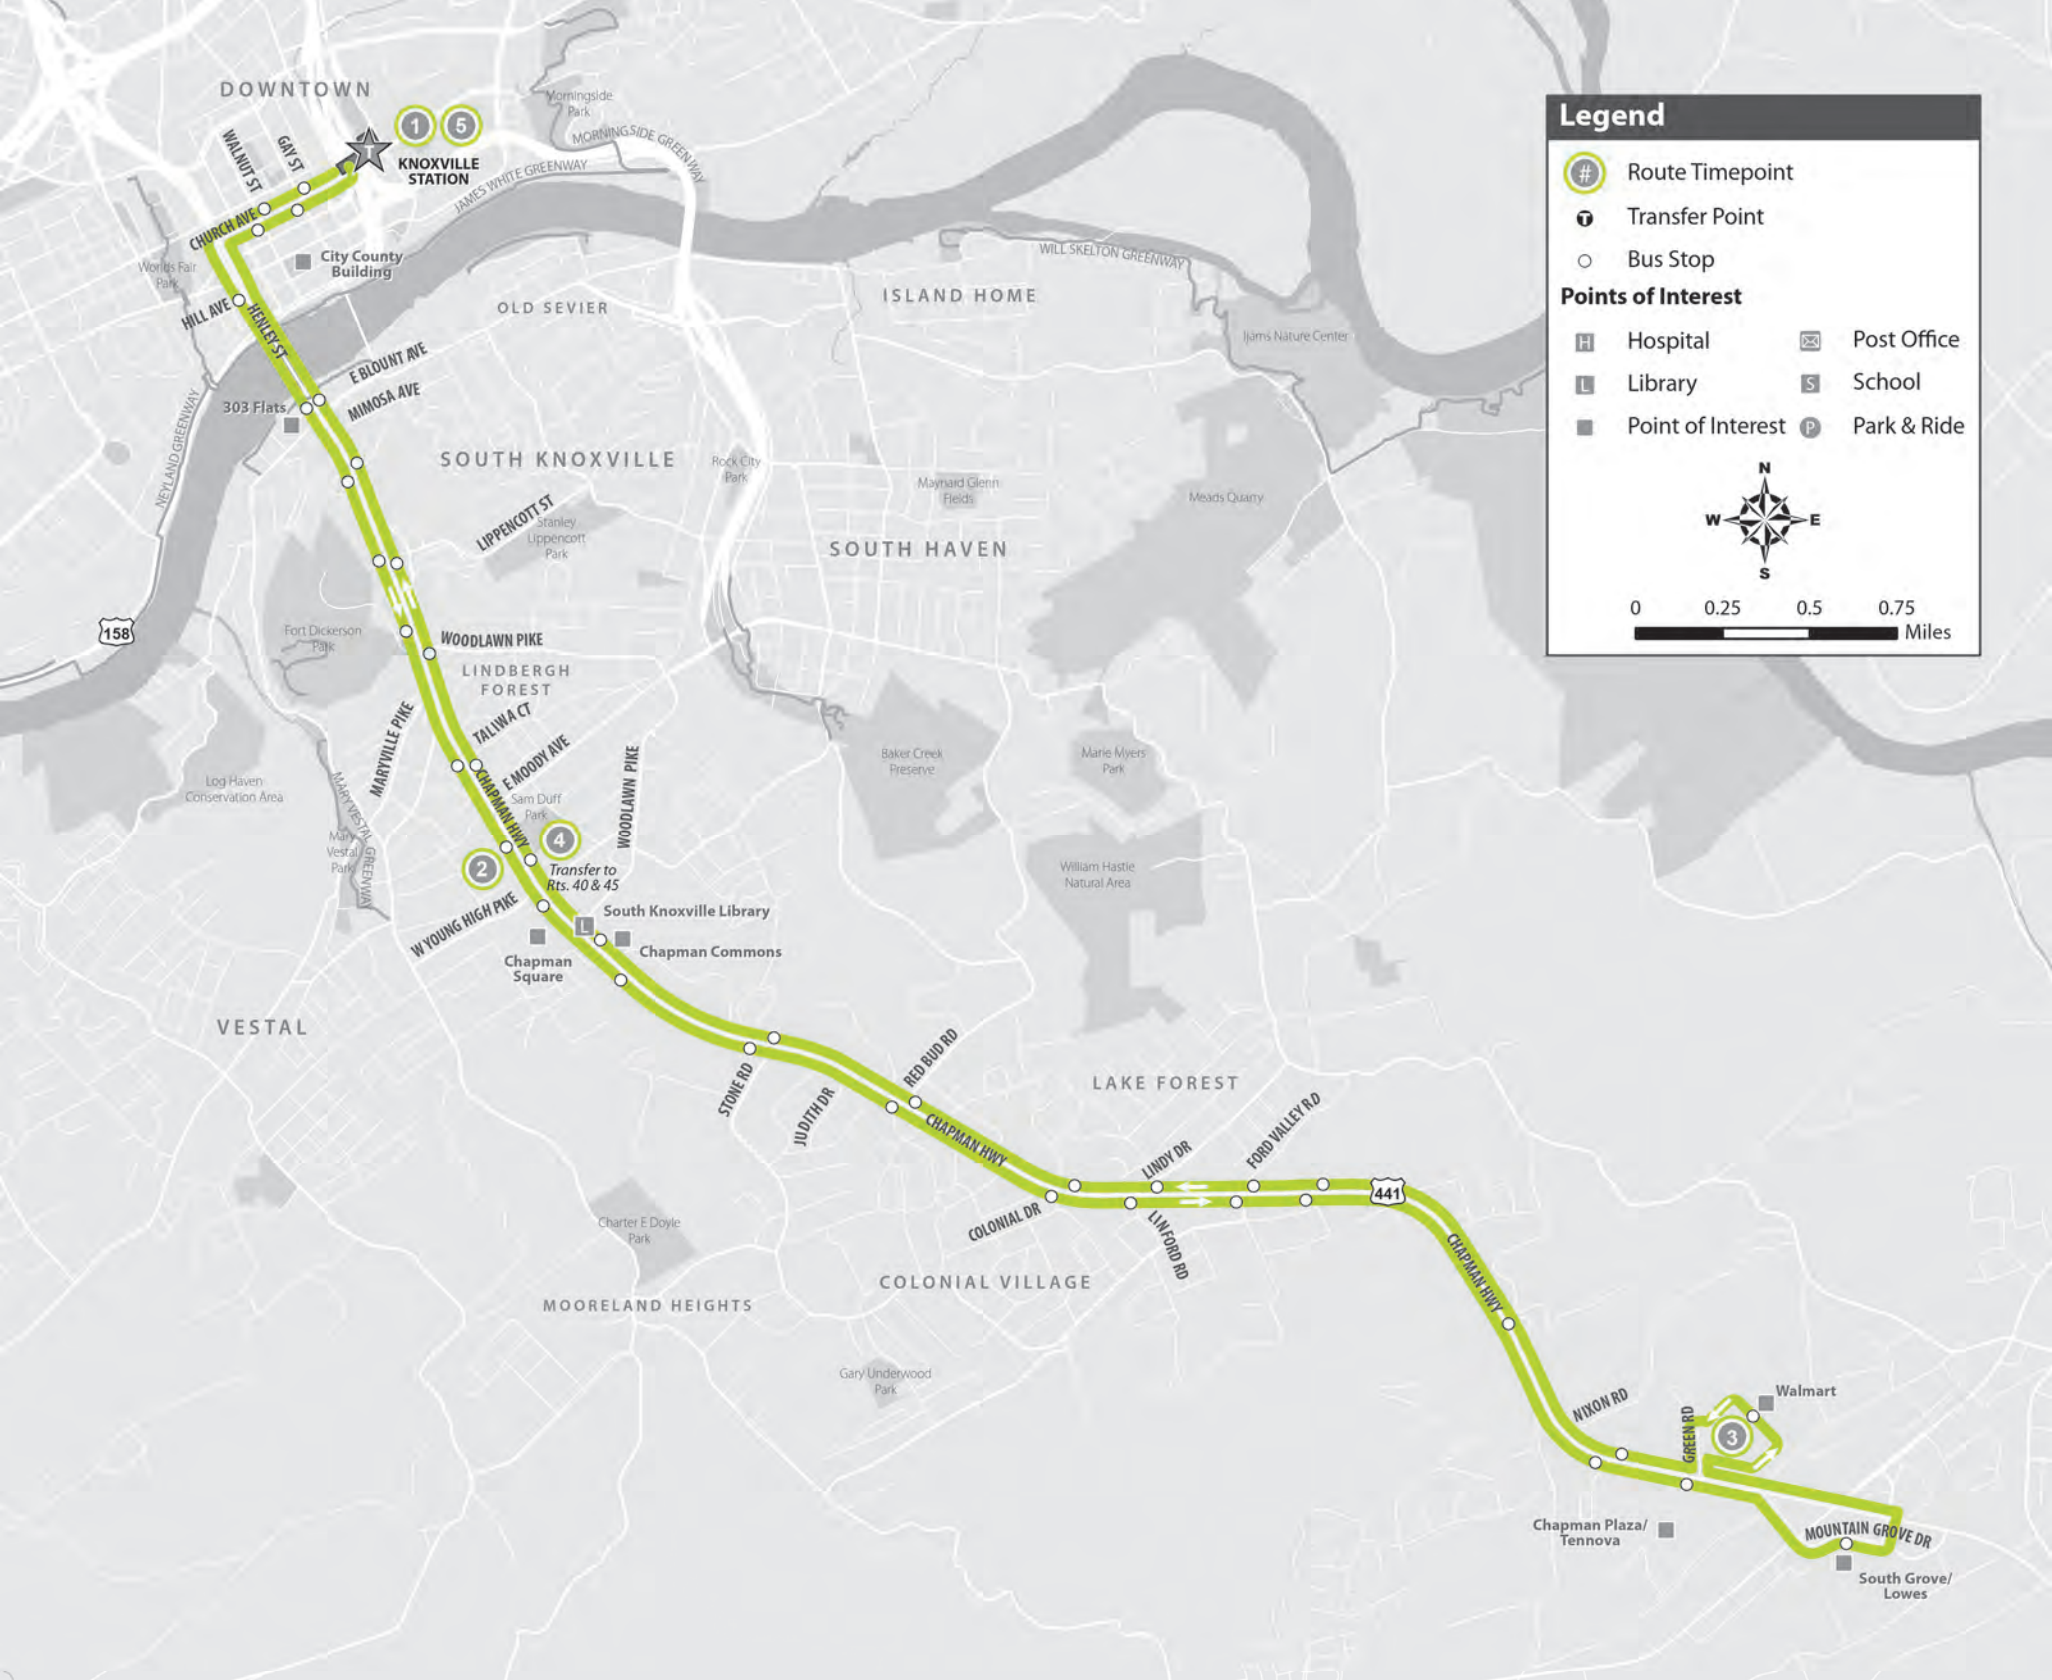 DOWNTOWN
Morningside
Park
1
5
T
KNOXVILLE
STATION
WALNUT ST
GAY ST
MORNINGSIDE GREENWAY
JAMES WHITE GREENWAY
CHURCH AVE
City County
Building
Worlds Fair
Park
HILL AVE
HENLEY ST
OLD SEVIER
ISLAND HOME
WILL SKELTON GREENWAY
Ijams Nature Center
E BLOUNT AVE
MIMOSA AVE
303 Flats
NEYLAND GREENWAY
SOUTH KNOXVILLE
Rock City
Park
Maynard Glenn
Fields
Meads Quarry
LIPPENCOTT ST
Stanley
Lippencott
Park
SOUTH HAVEN
158
Fort Dickerson
Park
WOODLAWN PIKE
LINDBERGH
FOREST
TALIWA CT
MARYVILLE PIKE
E MOODY AVE
WOODLAWN PIKE
Baker Creek
Preserve
Marie Myers
Park
Log Haven
Conservation Area
MARY VESTAL GREENWAY
CHAPMAN HWY
Sam Duff
Park
Mary
Vestal
Park
4
2
Transfer to
Rts. 40 & 45
William Hastie
Natural Area
W YOUNG HIGH PIKE
L
South Knoxville Library
Chapman Commons
Chapman
Square
VESTAL
STONE RD
JUDITH DR
RED BUD RD
CHAPMAN HWY
LAKE FOREST
LINDY DR
FORD VALLEY RD
441
COLONIAL DR
LINFORD RD
Charter E Doyle
Park
COLONIAL VILLAGE
MOORELAND HEIGHTS
CHAPMAN HWY
Gary Underwood
Park
NIXON RD
GREEN RD
Walmart
3
Chapman Plaza/
Tennova
MOUNTAIN GROVE DR
South Grove/
Lowes
Legend
# Route Timepoint
T Transfer Point
Bus Stop
Points of Interest
H Hospital
Post Office
L Library
S School
Point of Interest
P Park & Ride
N
W E
S
0 0.25 0.5 0.75
Miles